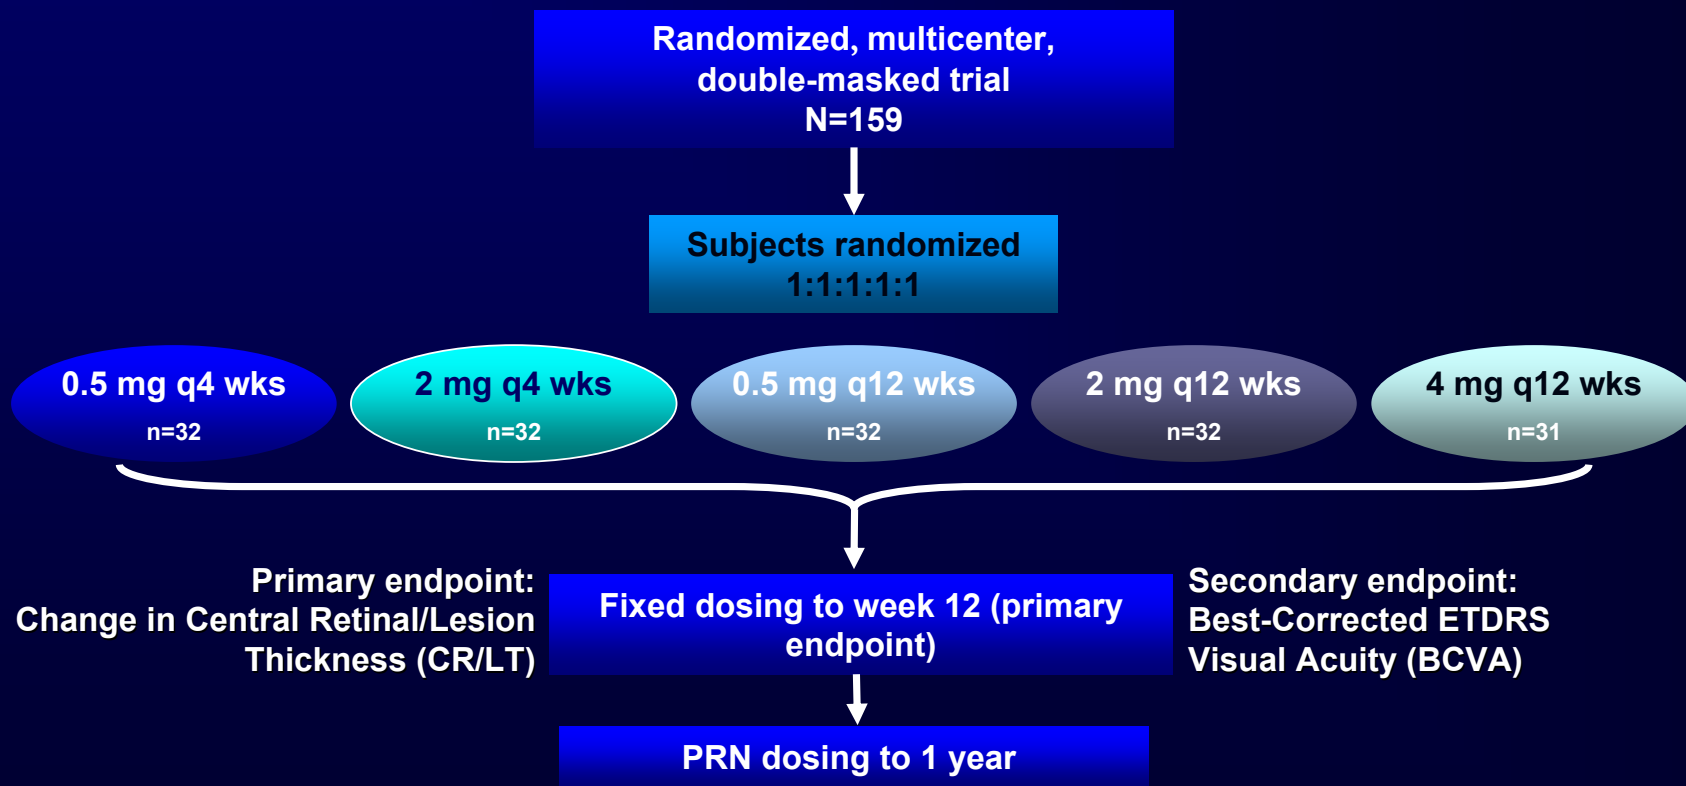 Randomized, multicenter,
double-masked trial
N=159
Subjects randomized
1:1:1:1:1
0.5 mg q4 wks
n=32
2 mg q4 wks
n=32
0.5 mg q12 wks
n=32
2 mg q12 wks
n=32
4 mg q12 wks
n=31
Primary endpoint:
Change in Central Retinal/Lesion
Thickness (CR/LT)
Fixed dosing to week 12 (primary
endpoint)
Secondary endpoint:
Best-Corrected ETDRS
Visual Acuity (BCVA)
PRN dosing to 1 year